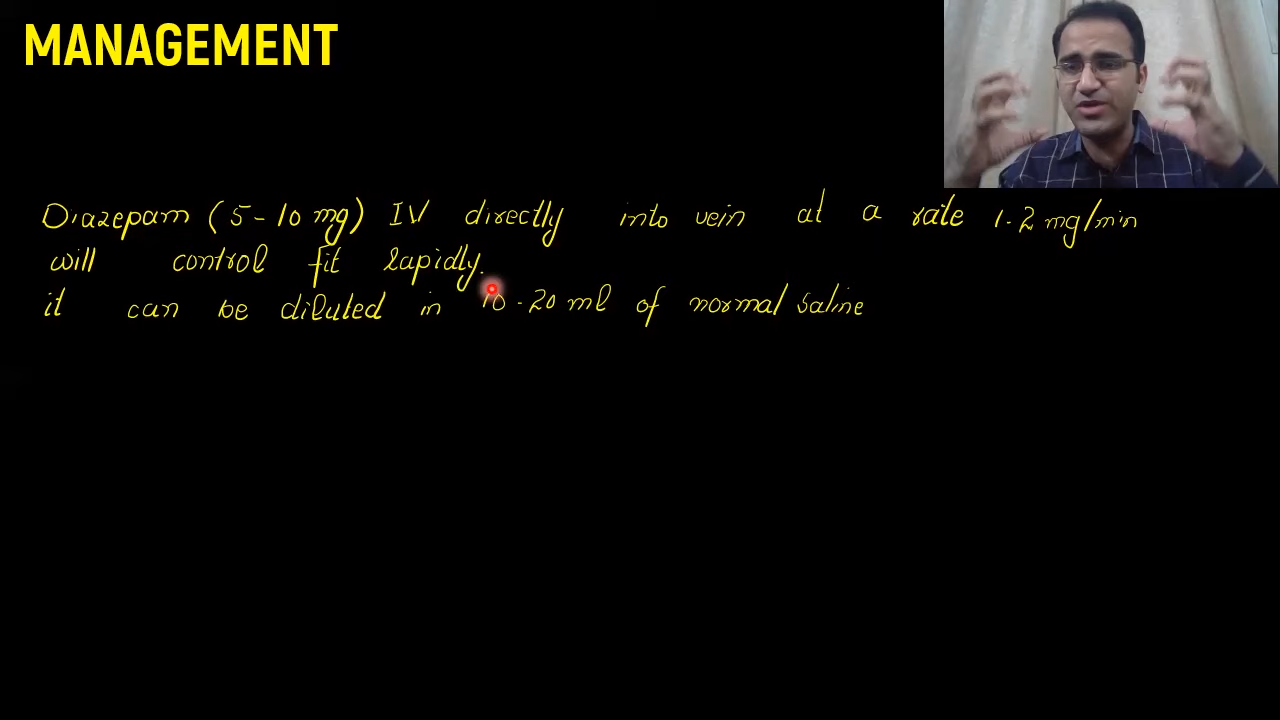 MANAGEMENT
Diazepam (5-10 mg) IV directly into vein at a rate 1-2 mg/min
will control fit rapidly.
it can be diluted in 10-20 ml of normal saline